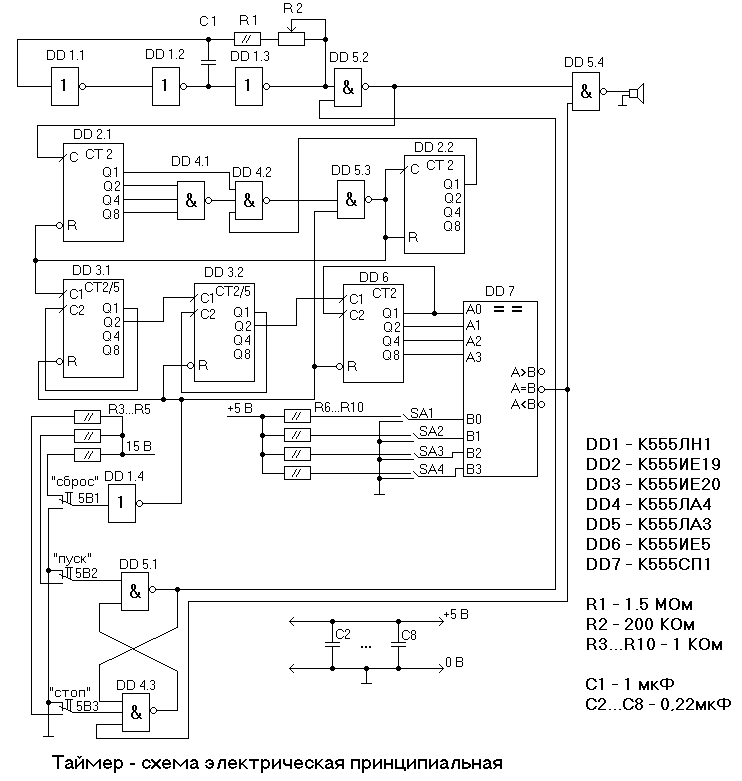 C1 R1 R2
DD 1.1 DD 1.2 DD 1.3 DD 5.2 DD 5.4
1 1 1 & &
DD 2.1 DD 2.2
C CT2 Q1 Q2 Q4 Q8 R
DD 4.1 DD 4.2 DD 5.3
& & &
C CT2 Q1 Q2 Q4 Q8 R
DD 3.1 DD 3.2 DD 6 DD 7
C1 C2 CT2/5 Q1 Q2 Q4 Q8 R
C1 C2 CT2/5 Q1 Q2 Q4 Q8 R
C1 C2 CT2 Q1 Q2 Q4 Q8 R
A0 A1 A2 A3 == A>B A=B A<B B0 B1 B2 B3
R3...R5
15 В
+5 В R6...R10 SA1
SA2
SA3
SA4
"сброс" DD 1.4
5B1 1
"пуск" DD 5.1
5B2 &
"стоп" DD 4.3
5B3 &
+5 В
C2 ... C8
0 В
DD1 - К555ЛН1
DD2 - К555ИЕ19
DD3 - К555ИЕ20
DD4 - К555ЛА4
DD5 - К555ЛА3
DD6 - К555ИЕ5
DD7 - К555СП1
R1 - 1.5 МОм
R2 - 200 КОм
R3...R10 - 1 КОм
C1 - 1 мкФ
C2...C8 - 0,22мкФ
Таймер - схема электрическая принципиальная